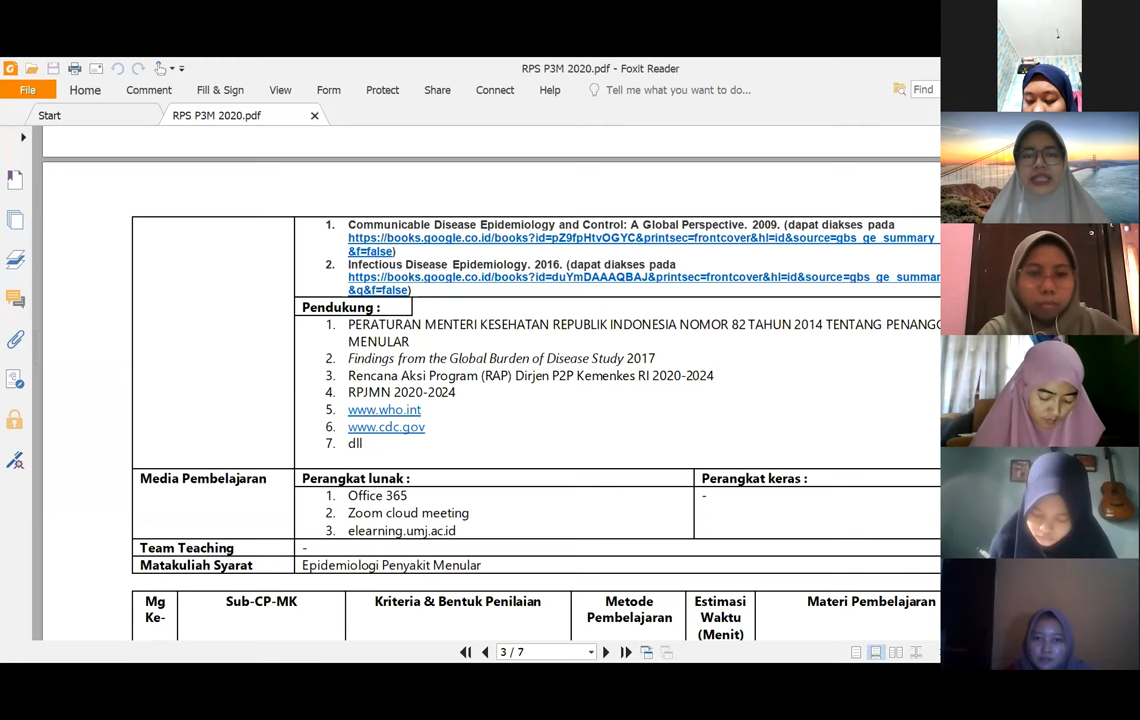 RPS P3M 2020.pdf - Foxit Reader
File Home Comment Fill & Sign View Form Protect Share Connect Help Tell me what you want to do... Find
Start RPS P3M 2020.pdf
1. Communicable Disease Epidemiology and Control: A Global Perspective. 2009. (dapat diakses pada
https://books.google.co.id/books?id=pZ9fpHtvOGYC&printsec=frontcover&hl=id&source=gbs_ge_summary_
&f=false)
2. Infectious Disease Epidemiology. 2016. (dapat diakses pada
https://books.google.co.id/books?id=duYmDAAAQBAJ&printsec=frontcover&hl=id&source=gbs_ge_summar
&q&f=false)
Pendukung :
1. PERATURAN MENTERI KESEHATAN REPUBLIK INDONESIA NOMOR 82 TAHUN 2014 TENTANG PENANGG
MENULAR
2. Findings from the Global Burden of Disease Study 2017
3. Rencana Aksi Program (RAP) Dirjen P2P Kemenkes RI 2020-2024
4. RPJMN 2020-2024
5. www.who.int
6. www.cdc.gov
7. dll
Media Pembelajaran Perangkat lunak : Perangkat keras :
1. Office 365 -
2. Zoom cloud meeting
3. elearning.umj.ac.id
Team Teaching -
Matakuliah Syarat Epidemiologi Penyakit Menular
Mg Sub-CP-MK Kriteria & Bentuk Penilaian Metode Estimasi Materi Pembelajaran
Ke- Pembelajaran Waktu
(Menit)
3 / 7